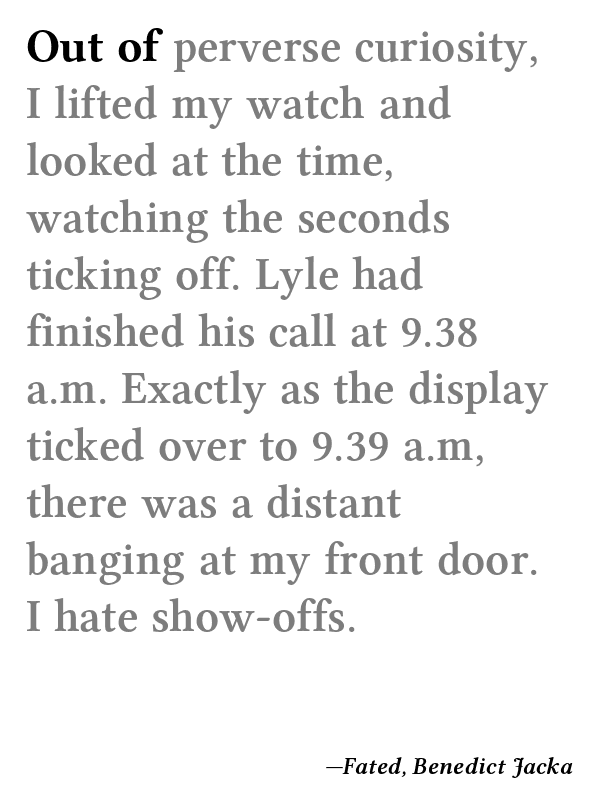 Out of perverse curiosity,
I lifted my watch and
looked at the time,
watching the seconds
ticking off. Lyle had
finished his call at 9.38
a.m. Exactly as the display
ticked over to 9.39 a.m,
there was a distant
banging at my front door.
I hate show-offs.
—Fated, Benedict Jacka